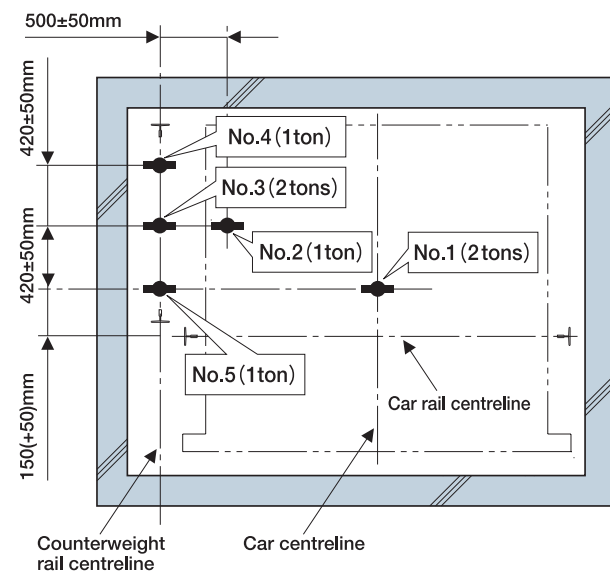 500±50mm
420±50mm
420±50mm
150(+50)mm
No.4(1ton)
No.3(2tons)
No.2(1ton)
No.1(2tons)
No.5(1ton)
Car rail centreline
Counterweight
rail centreline
Car centreline